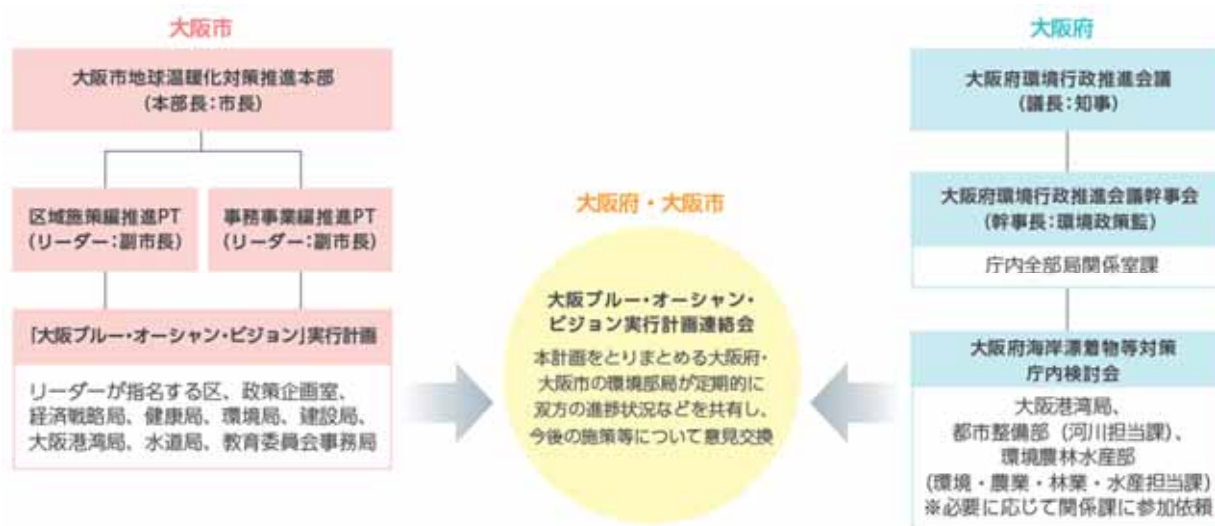 大阪市
大阪市地球温暖化対策推進本部
(本部長:市長)
区域施策編推進PT
(リーダー:副市長)
事務事業編推進PT
(リーダー:副市長)
「大阪ブルー・オーシャン・ビジョン」実行計画
リーダーが指名する区、政策企画室、
経済戦略局、健康局、環境局、建設局、
大阪港湾局、水道局、教育委員会事務局
大阪府・大阪市
大阪ブルー・オーシャン・
ビジョン実行計画連絡会
本計画をとりまとめる大阪府・
大阪市の環境部局が定期的に
双方の進捗状況などを共有し、
今後の施策等について意見交換
大阪府
大阪府環境行政推進会議
(議長:知事)
大阪府環境行政推進会議幹事会
(幹事長:環境政策監)
庁内全部局関係室課
大阪府海岸漂着物等対策
庁内検討会
大阪港湾局、
都市整備部(河川担当課)、
環境農林水産部
(環境・農業・林業・水産担当課)
※必要に応じて関係課に参加依頼